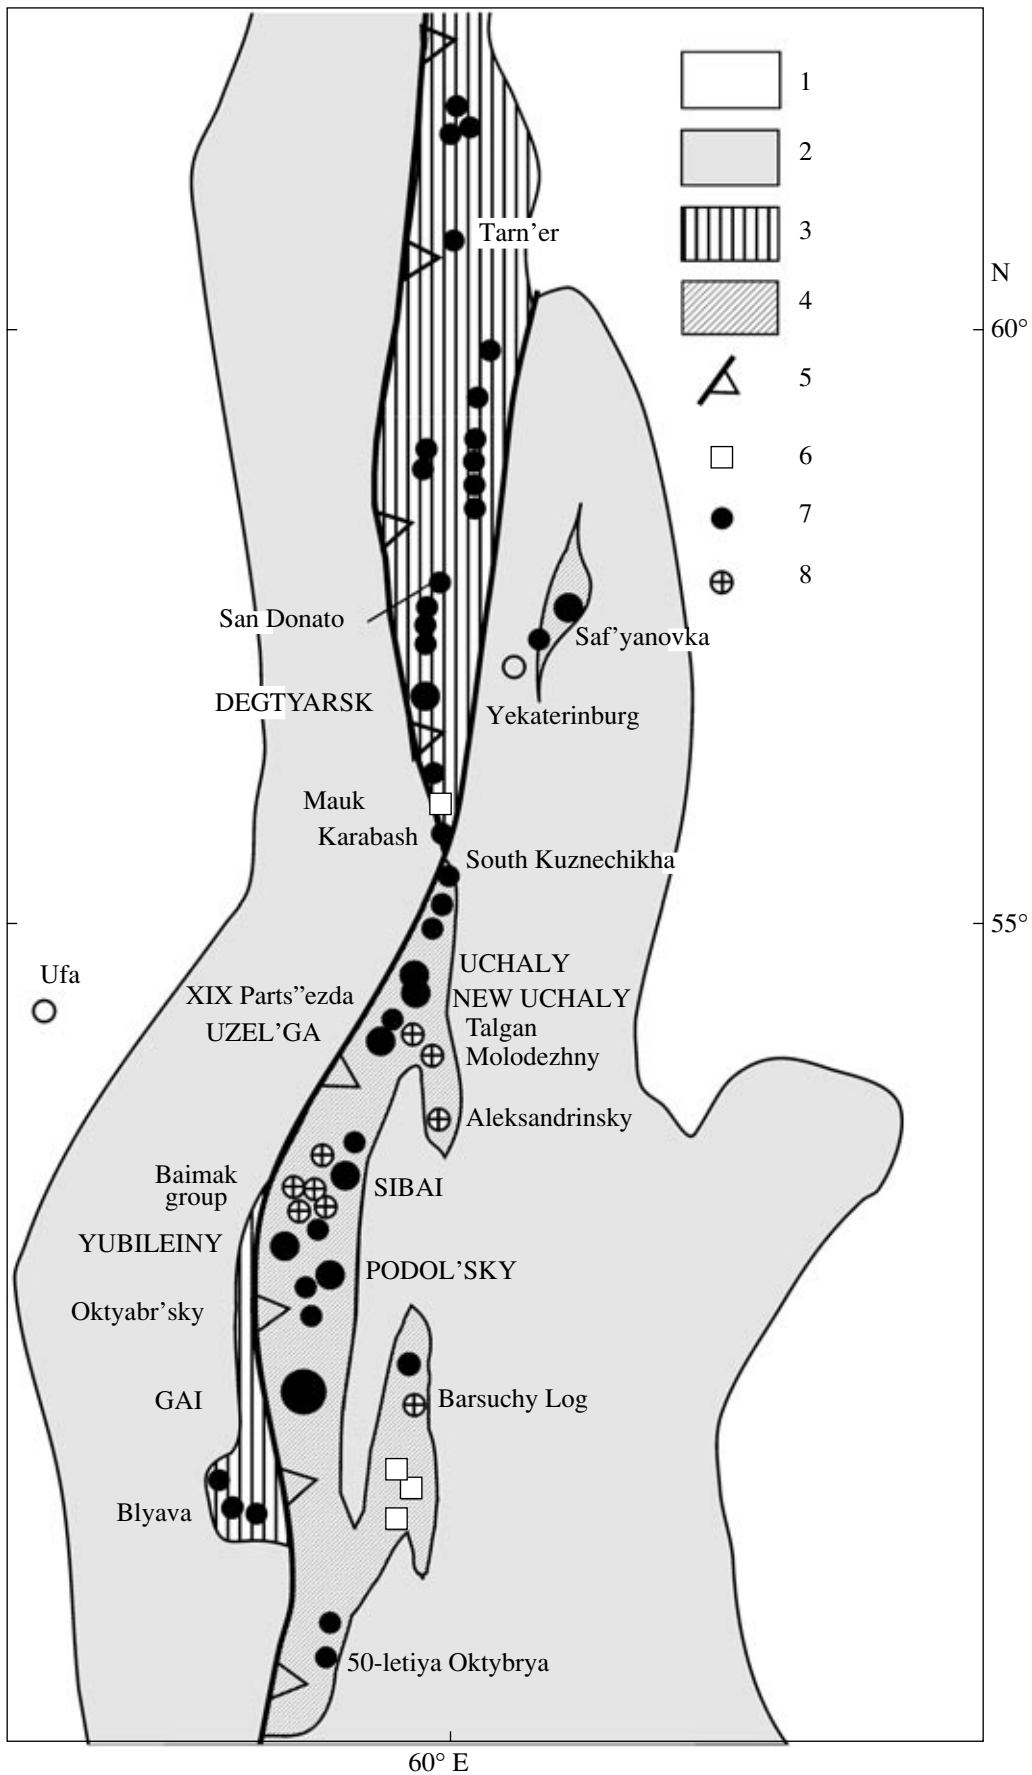 1
2
3
Tarn’er
N
4
60°
5
6
7
8
San Donato
Saf’yanovka
DEGTYARSK
Yekaterinburg
Mauk
Karabash
South Kuznechikha
55°
UCHALY
Ufa
XIX Parts”ezda
NEW UCHALY
UZEL’GA
Talgan
Molodezhny
Aleksandrinsky
Baimak
group
SIBAI
YUBILEINY
PODOL’SKY
Oktyabr’sky
GAI
Barsuchy Log
Blyava
50-letiya Oktybrya
60° E